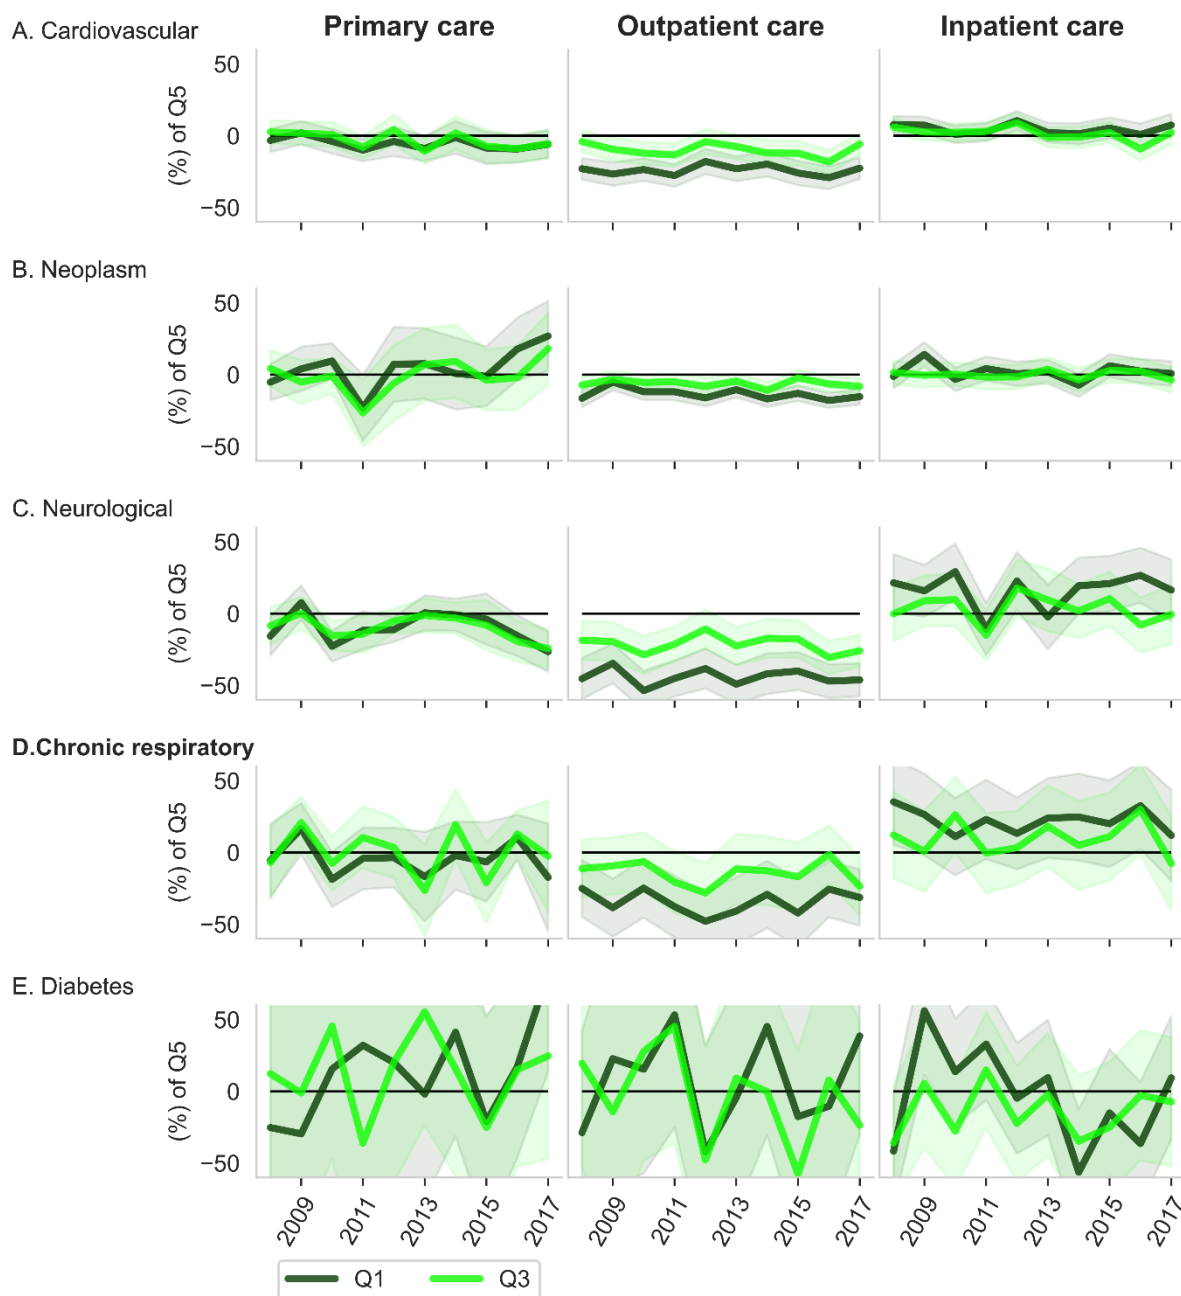 Primary care Outpatient care Inpatient care
A. Cardiovascular
(%) of Q5
50
0
−50
B. Neoplasm
(%) of Q5
50
0
−50
C. Neurological
(%) of Q5
50
0
−50
D.Chronic respiratory
(%) of Q5
50
0
−50
E. Diabetes
(%) of Q5
50
0
−50
2009 2011 2013 2015 2017 2009 2011 2013 2015 2017 2009 2011 2013 2015 2017
Q1 Q3